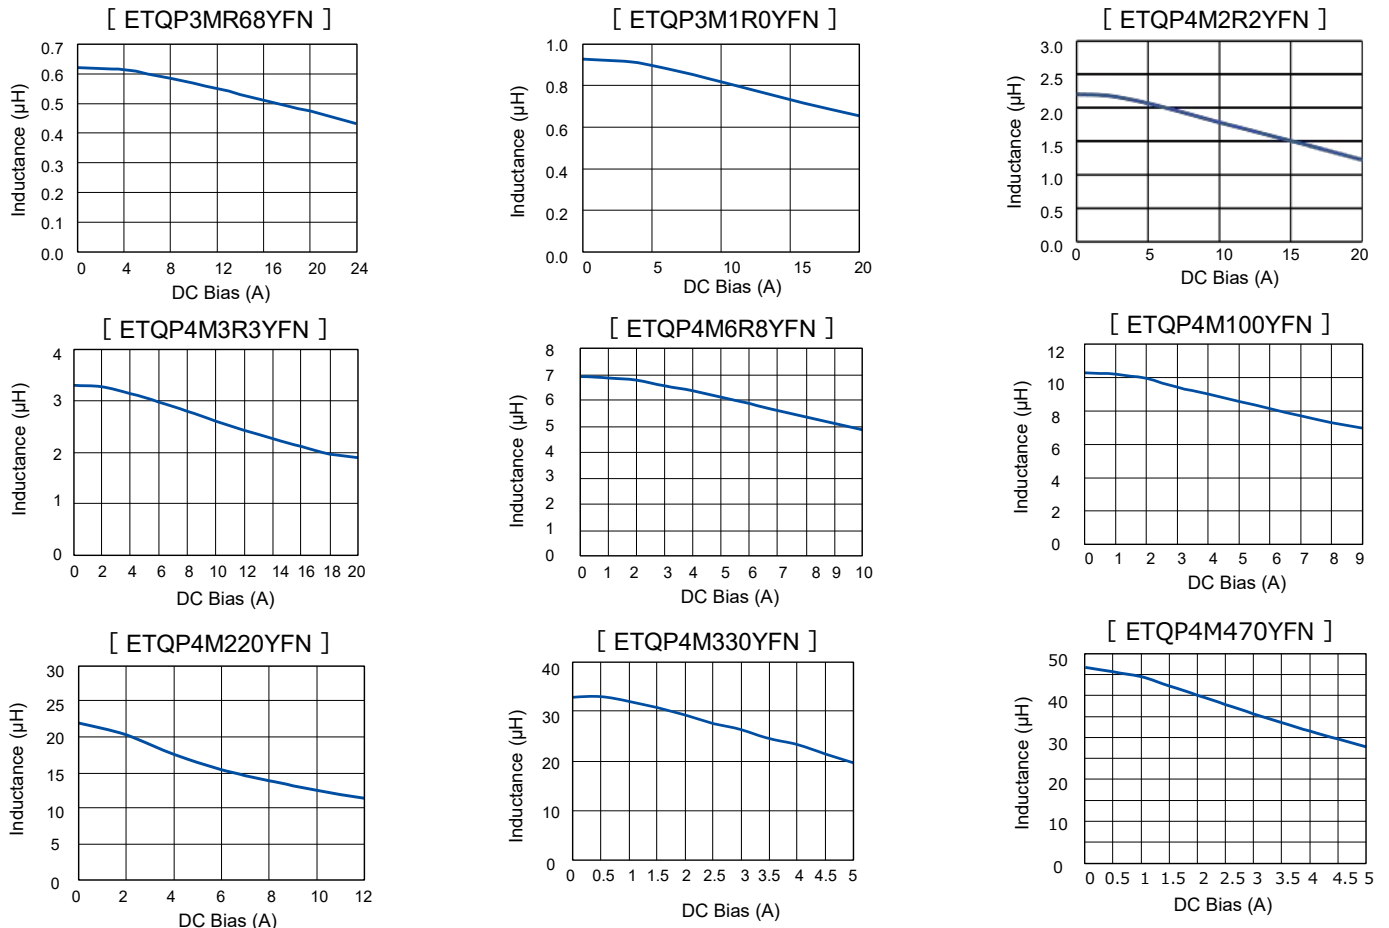 [ ETQP3MR68YFN ]
Inductance (µH)
0.7
0.6
0.5
0.4
0.3
0.2
0.1
0.0
0 4 8 12 16 20 24
DC Bias (A)
[ ETQP3M1R0YFN ]
Inductance (µH)
1.0
0.8
0.6
0.4
0.2
0.0
0 5 10 15 20
DC Bias (A)
[ ETQP4M2R2YFN ]
Inductance (µH)
3.0
2.5
2.0
1.5
1.0
0.5
0.0
0 5 10 15 20
DC Bias (A)
[ ETQP4M3R3YFN ]
Inductance (µH)
4
3
2
1
0
0 2 4 6 8 10 12 14 16 18 20
DC Bias (A)
[ ETQP4M6R8YFN ]
Inductance (µH)
8
7
6
5
4
3
2
1
0
0 1 2 3 4 5 6 7 8 9 10
DC Bias (A)
[ ETQP4M100YFN ]
Inductance (µH)
12
10
8
6
4
2
0
0 1 2 3 4 5 6 7 8 9
DC Bias (A)
[ ETQP4M220YFN ]
Inductance (µH)
30
25
20
15
10
5
0
0 2 4 6 8 10 12
DC Bias (A)
[ ETQP4M330YFN ]
Inductance (µH)
40
30
20
10
0
0 0.5 1 1.5 2 2.5 3 3.5 4 4.5 5
DC Bias (A)
[ ETQP4M470YFN ]
Inductance (µH)
50
40
30
20
10
0
0 0.5 1 1.5 2 2.5 3 3.5 4 4.5 5
DC Bias (A)